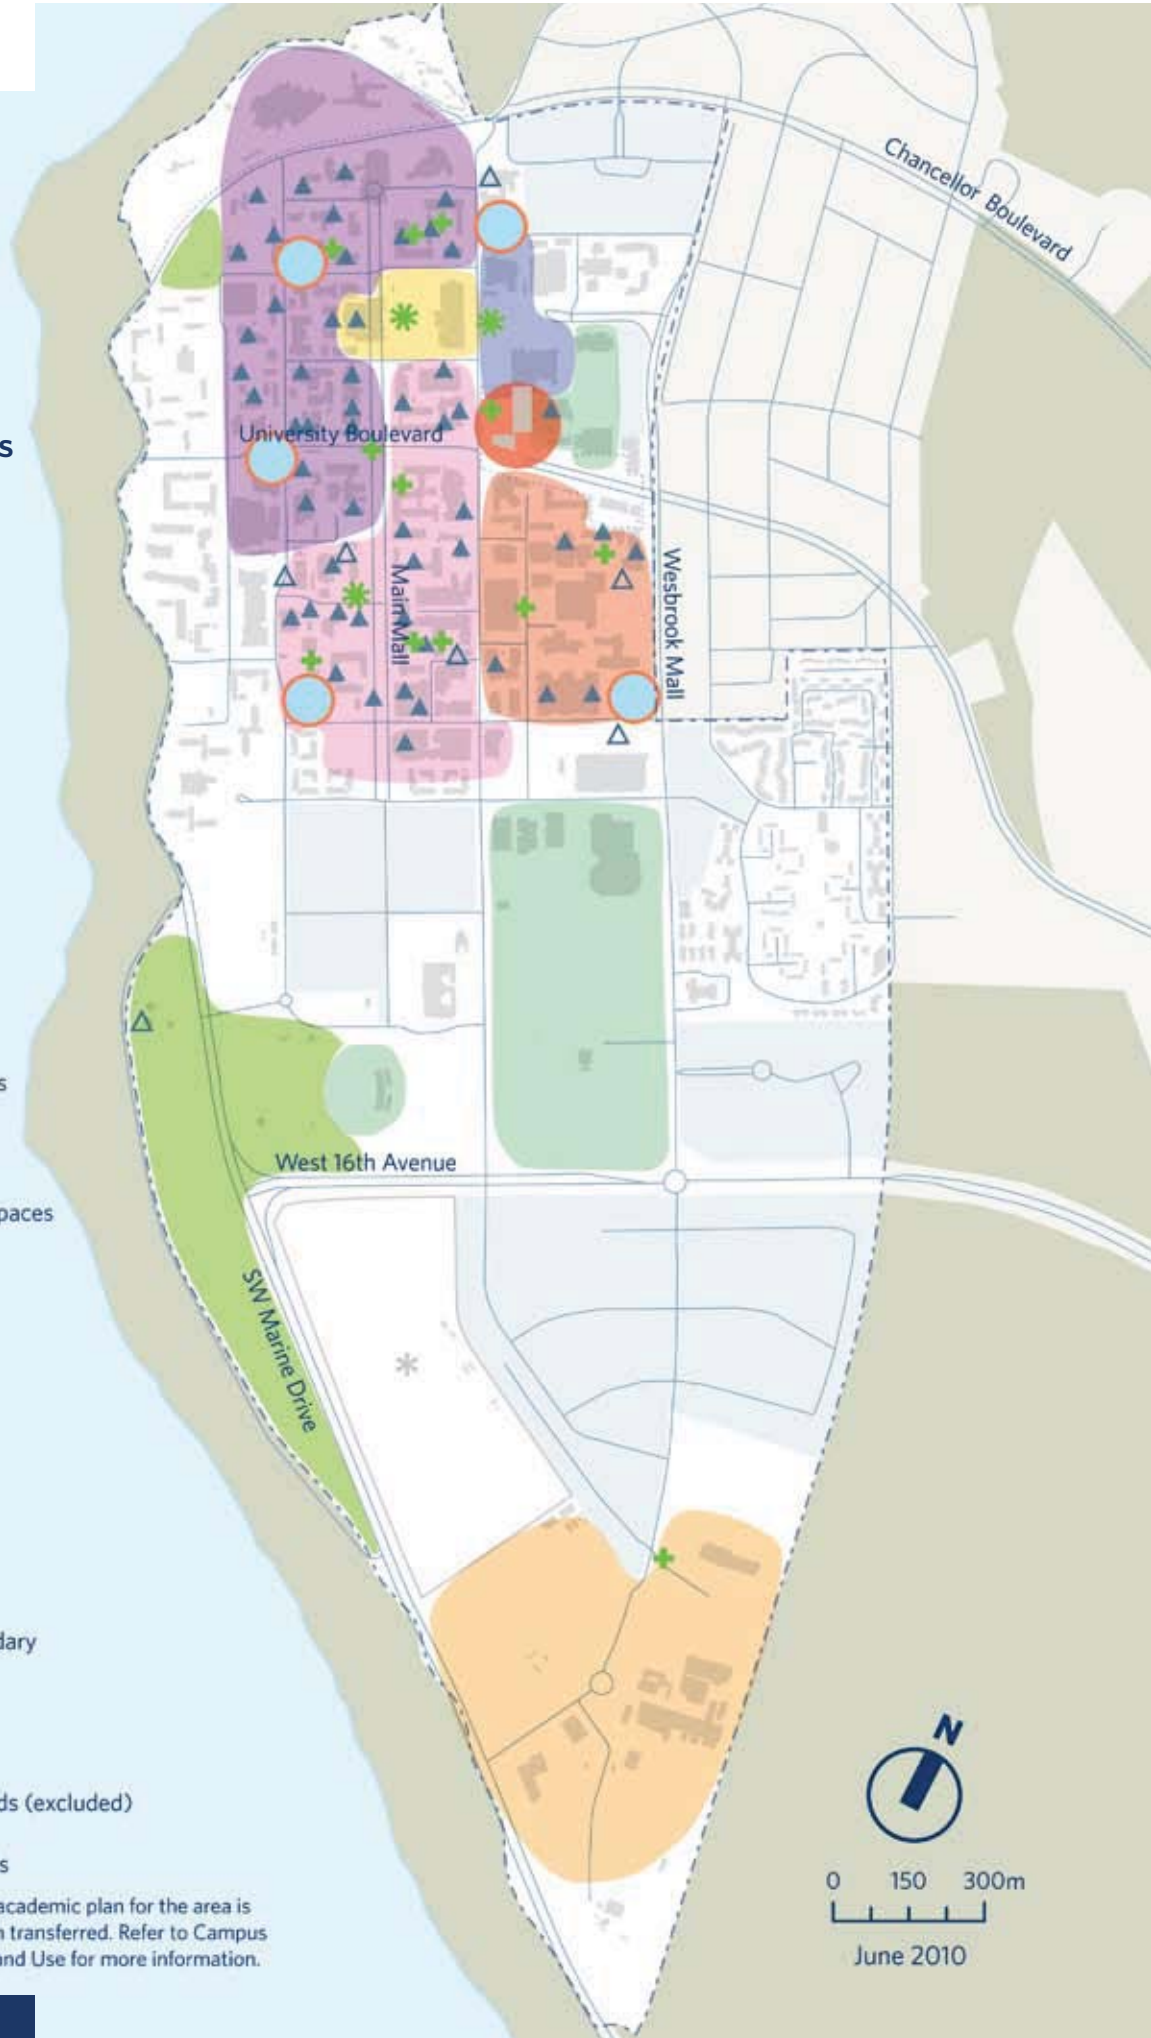 Chancellor Boulevard
s
University Boulevard
Main Mall
Wesbrook Mall
s
West 16th Avenue
paces
SW Marine Drive
dary
N
ds (excluded)
0 150 300m
s
academic plan for the area is
n transferred. Refer to Campus
and Use for more information.
June 2010